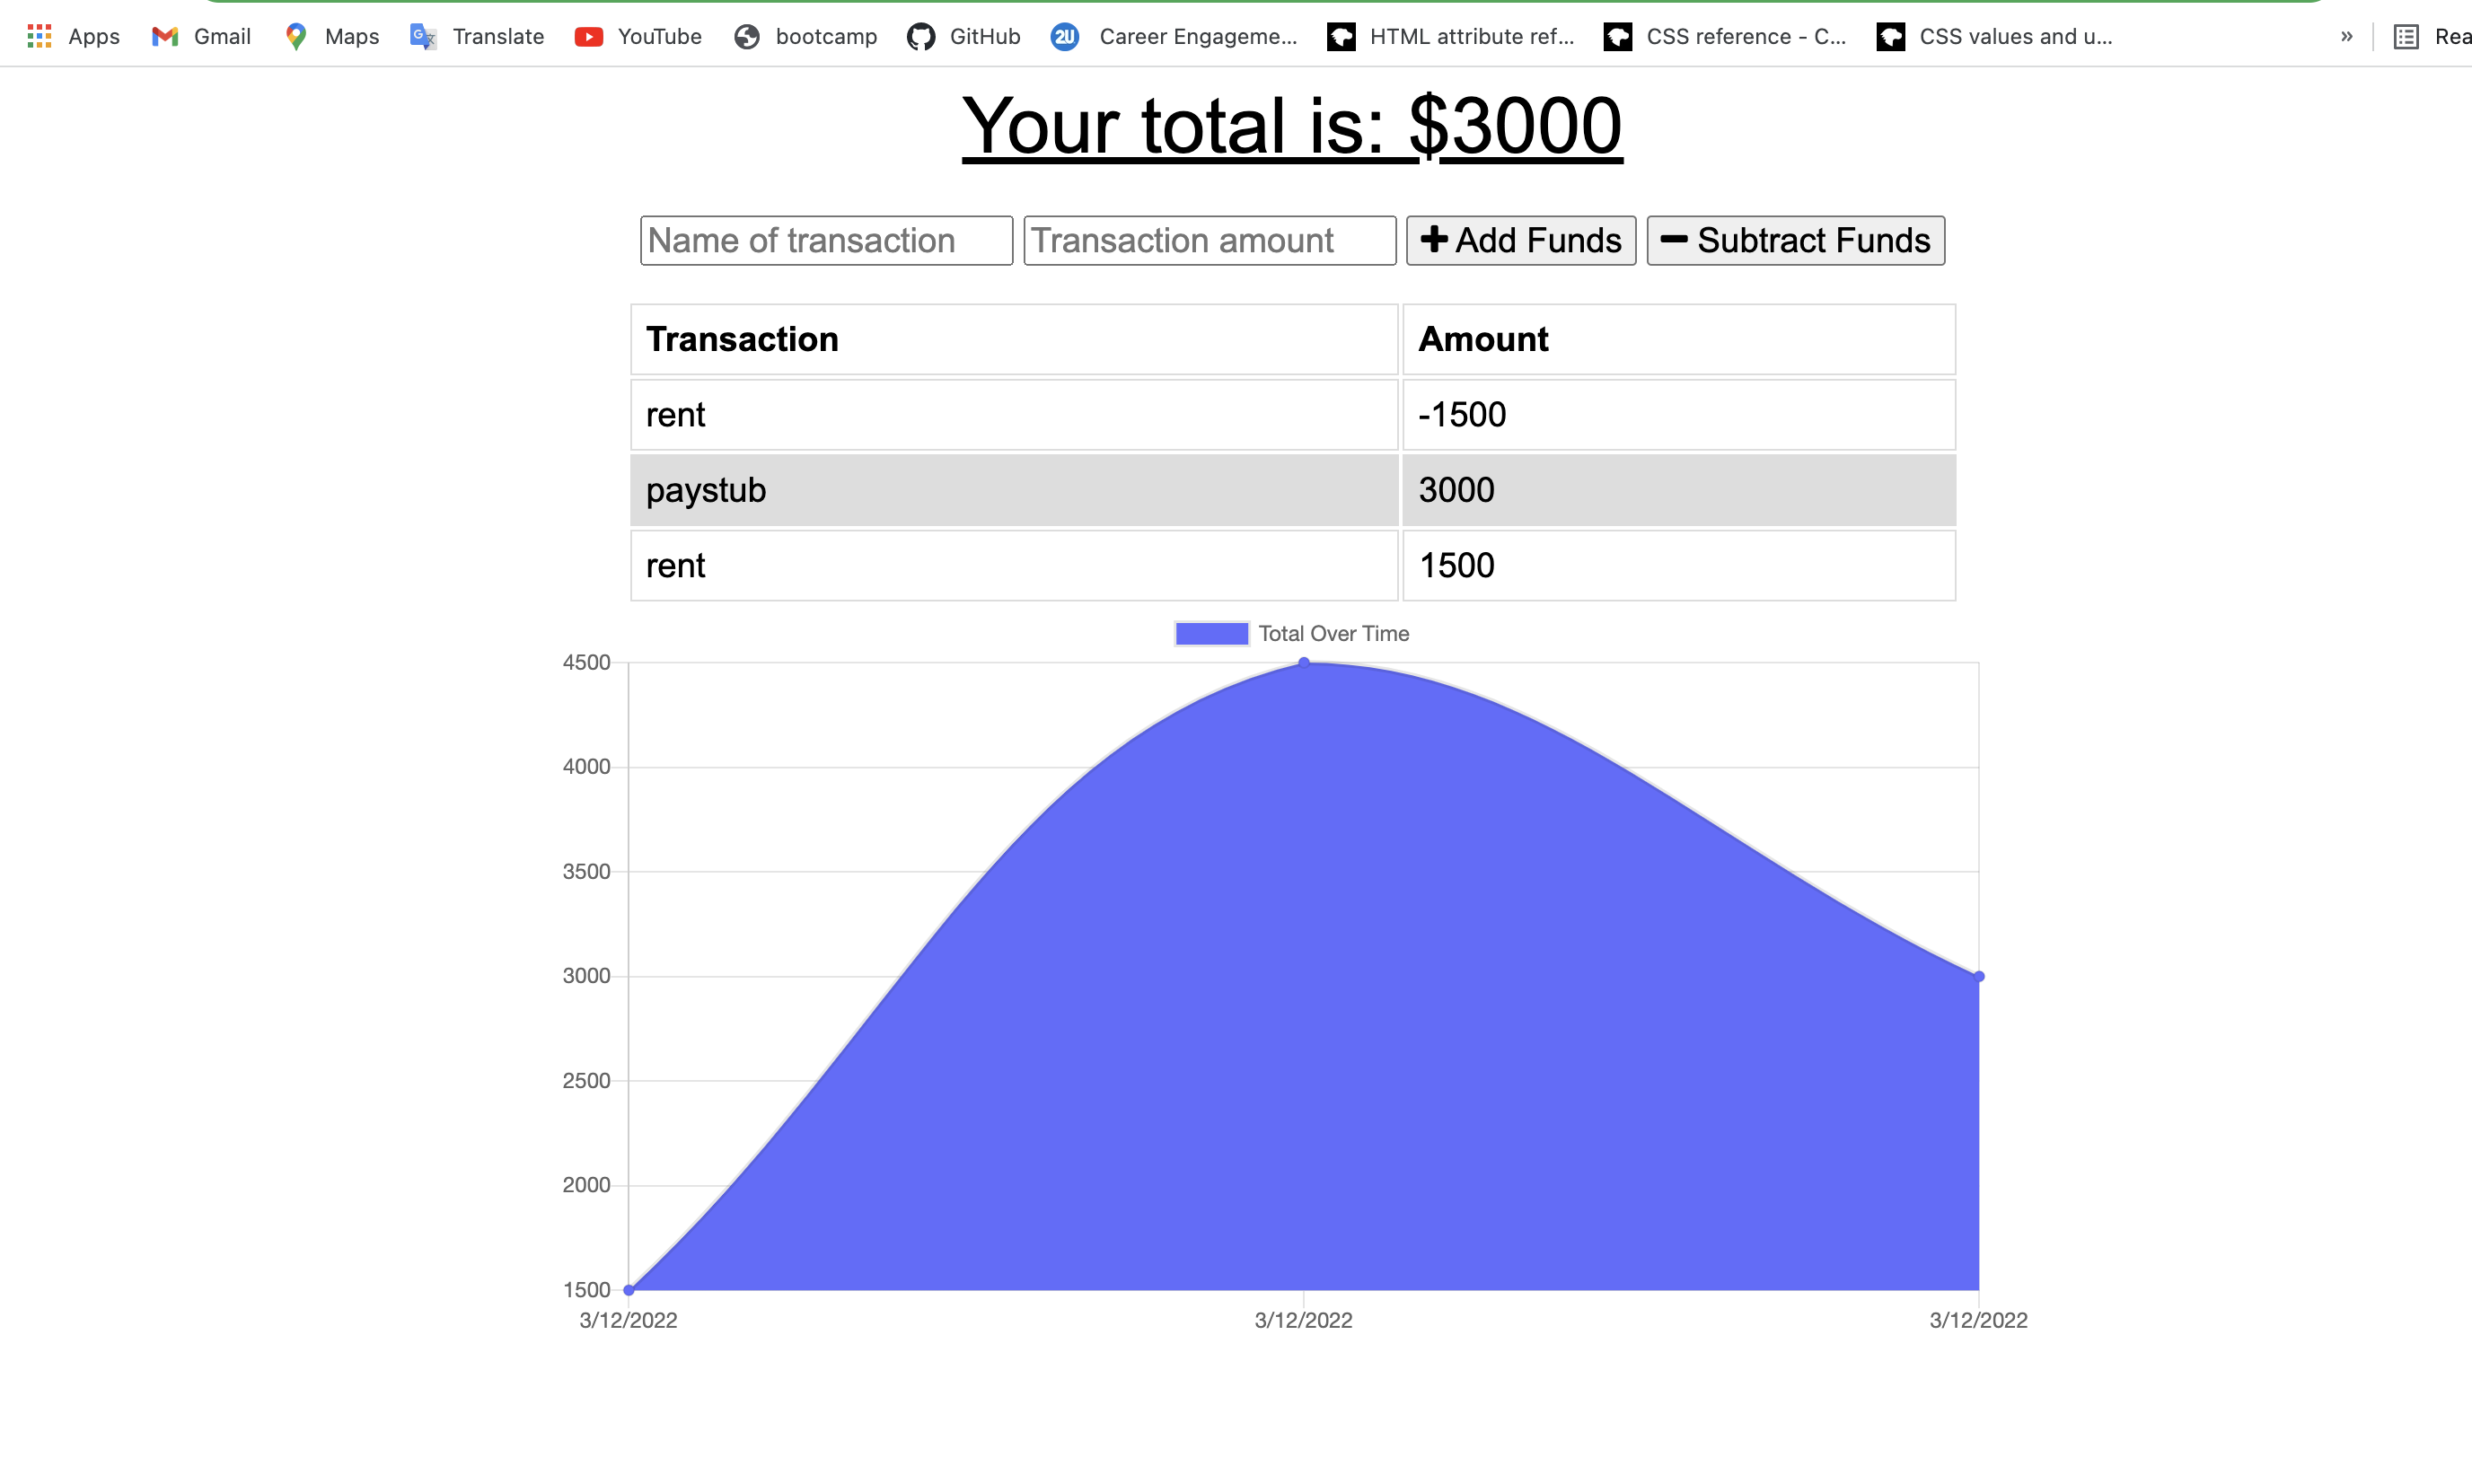 Apps Gmail Maps Translate YouTube bootcamp GitHub 2U Career Engageme... HTML attribute ref... CSS reference - C... CSS values and u... » Rea
Your total is: $3000
Name of transaction Transaction amount Add Funds Subtract Funds
Transaction Amount
rent -1500
paystub 3000
rent 1500
Total Over Time
4500
4000
3500
3000
2500
2000
1500
3/12/2022 3/12/2022 3/12/2022